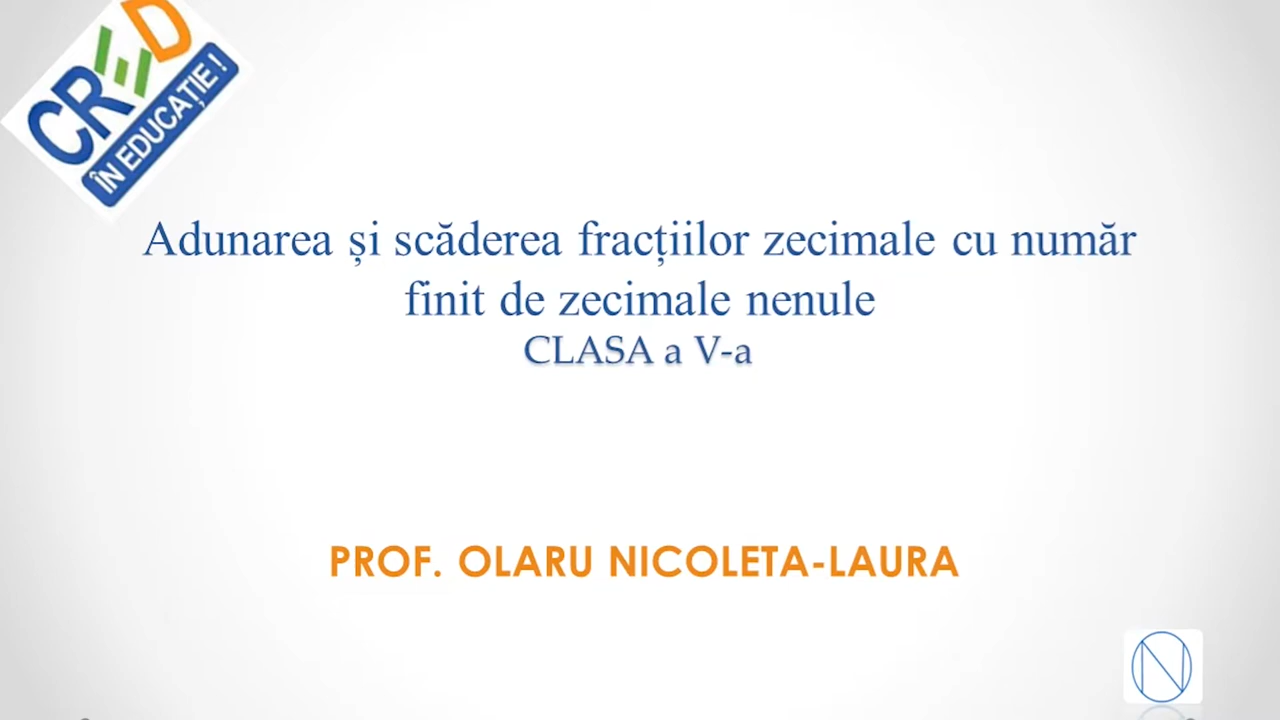 CRED
ÎN EDUCAȚIE!
Adunarea și scăderea fracțiilor zecimale cu număr
finit de zecimale nenule
CLASA a V-a
PROF. OLARU NICOLETA-LAURA
N